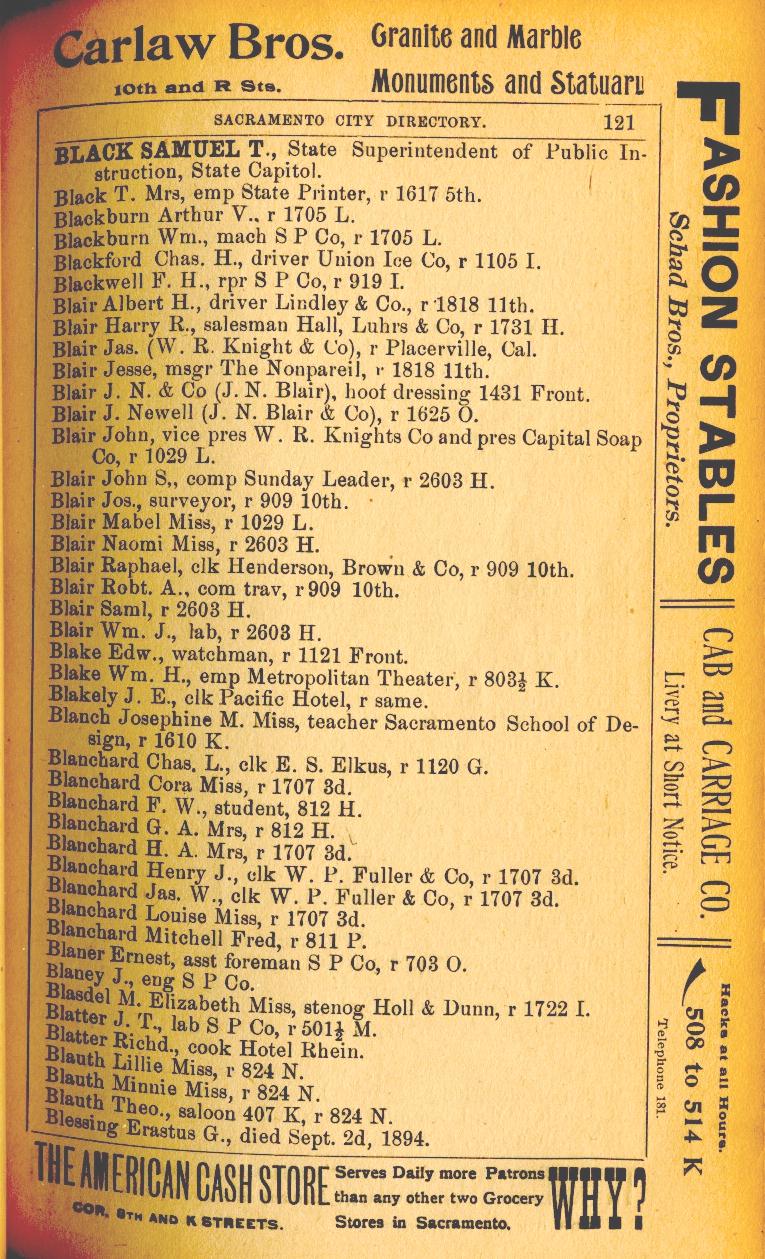 Carlaw Bros.
10th and R Sts.
Granite and Marble
Monuments and Statuary
SACRAMENTO CITY DIRECTORY. 121
BLACK SAMUEL T., State Superintendent of Public In-
struction, State Capitol.
Black T. Mrs, emp State Printer, r 1617 5th.
Blackburn Arthur V., r 1705 L.
Blackburn Wm., mach S P Co, r 1705 L.
Blackford Chas. H., driver Union Ice Co, r 1105 I.
Blackwell F. H., rpr S P Co, r 919 I.
Blair Albert H., driver Lindley & Co., r 1818 11th.
Blair Harry R., salesman Hall, Luhrs & Co, r 1731 H.
Blair Jas. (W. R. Knight & Co), r Placerville, Cal.
Blair Jesse, msgr The Nonpareil, r 1818 11th.
Blair J. N. & Co (J. N. Blair), hoof dressing 1431 Front.
Blair J. Newell (J. N. Blair & Co), r 1625 O.
Blair John, vice pres W. R. Knights Co and pres Capital Soap
Co, r 1029 L.
Blair John S,, comp Sunday Leader, r 2603 H.
Blair Jos., surveyor, r 909 10th.
Blair Mabel Miss, r 1029 L.
Blair Naomi Miss, r 2603 H.
Blair Raphael, clk Henderson, Brown & Co, r 909 10th.
Blair Robt. A., com trav, r 909 10th.
Blair Saml, r 2603 H.
Blair Wm. J., lab, r 2603 H.
Blake Edw., watchman, r 1121 Front.
Blake Wm. H., emp Metropolitan Theater, r 803½ K.
Blakely J. E., clk Pacific Hotel, r same.
Blanch Josephine M. Miss, teacher Sacramento School of De-
sign, r 1610 K.
Blanchard Chas. L., clk E. S. Elkus, r 1120 G.
Blanchard Cora Miss, r 1707 3d.
Blanchard F. W., student, 812 H.
Blanchard G. A. Mrs, r 812 H.
Blanchard H. A. Mrs, r 1707 3d.
Blanchard Henry J., clk W. P. Fuller & Co, r 1707 3d.
Blanchard Jas. W., clk W. P. Fuller & Co, r 1707 3d.
Blanchard Louise Miss, r 1707 3d.
Blanchard Mitchell Fred, r 811 P.
Blaner Ernest, asst foreman S P Co, r 703 O.
Blaney J., eng S P Co.
Blasdel M. Elizabeth Miss, stenog Holl & Dunn, r 1722 I.
Blatter J. T., lab S P Co, r 501½ M.
Blatter Richd., cook Hotel Rhein.
Blauth Lillie Miss, r 824 N.
Blauth Minnie Miss, r 824 N.
Blauth Theo., saloon 407 K, r 824 N.
Blessing Erastus G., died Sept. 2d, 1894.
FASHION STABLES
Schad Bros., Proprietors.
CAB and CARRIAGE CO.
Livery at Short Notice.
Hacks at all Hours.
508 to 514 K
Telephone 181.
THE AMERICAN CASH STORE
COR. 8TH AND K STREETS.
Serves Daily more Patrons
than any other two Grocery
Stores in Sacramento.
WHY?